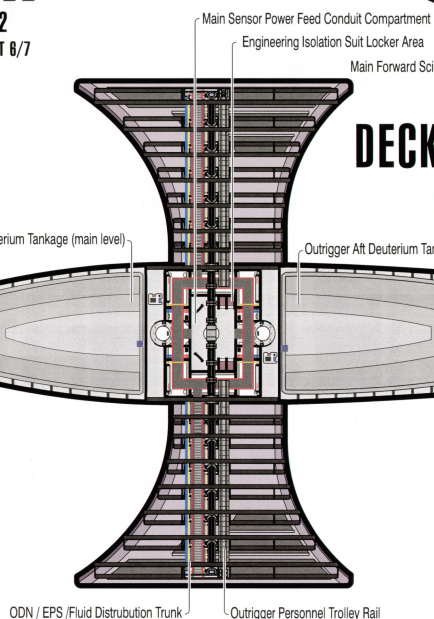 2
T 6/7
Main Sensor Power Feed Conduit Compartment
Engineering Isolation Suit Locker Area
Main Forward Sci
DECK
erium Tankage (main level)
Outrigger Aft Deuterium Tan
ODN / EPS /Fluid Distrubution Trunk
Outrigger Personnel Trolley Rail